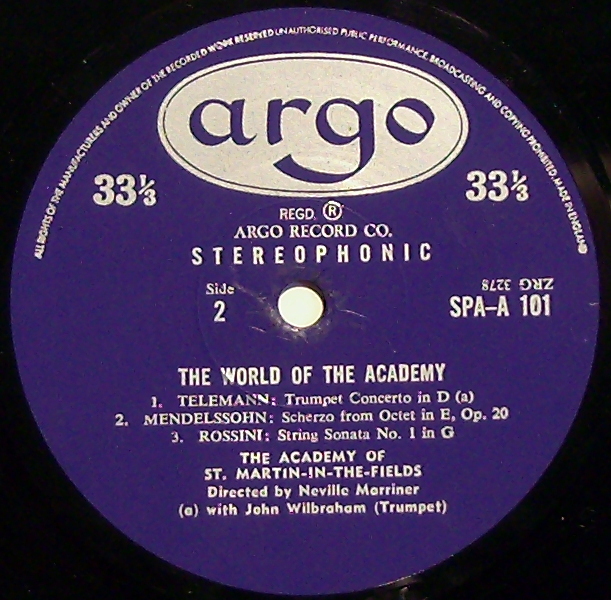 ALL RIGHTS OF THE MANUFACTURERS AND OWNER OF THE RECORDED WORK RESERVED UNAUTHORISED PUBLIC PERFORMANCE, BROADCASTING AND COPYING PROHIBITED. MADE IN ENGLAND
argo
33⅓ 33⅓
REGD. ®
ARGO RECORD CO.
STEREOPHONIC
Side
2
ZRG 3278
SPA–A 101
THE WORLD OF THE ACADEMY
1. TELEMANN: Trumpet Concerto in D (a)
2. MENDELSSOHN: Scherzo from Octet in E, Op. 20
3. ROSSINI: String Sonata No. 1 in G
THE ACADEMY OF
ST. MARTIN-IN-THE-FIELDS
Directed by Neville Marriner
(a) with John Wilbraham (Trumpet)